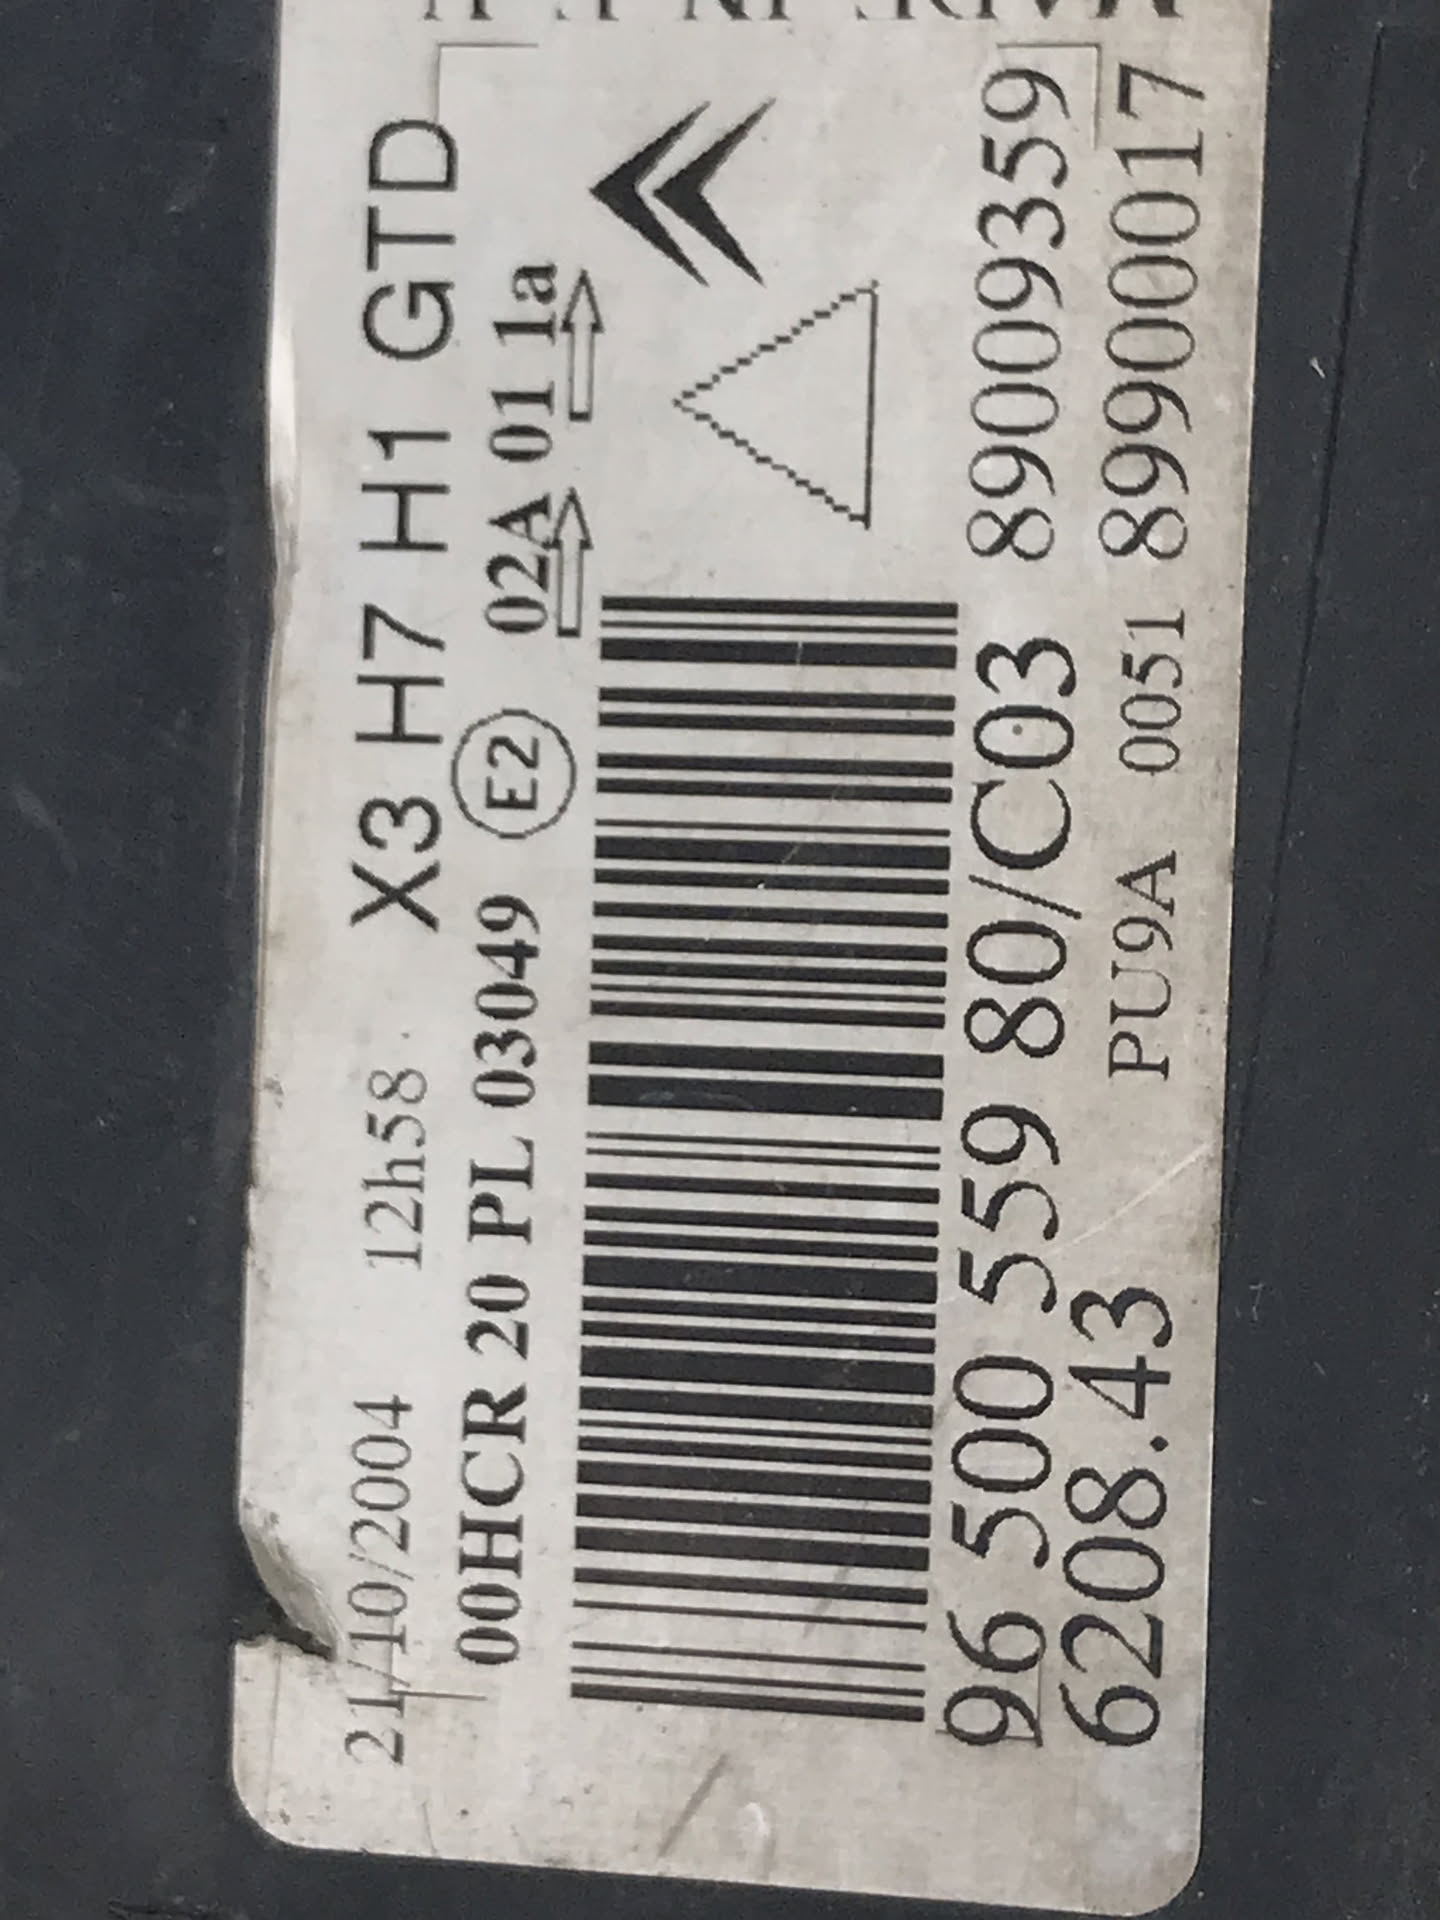 21/10/2004 12h58 X3 H7 H1 GTD
00HCR 20 PL 03049 E2 02A 01 1a
96 500 559 80/C03 89009359
6208.43 PU9A 0051 89900017